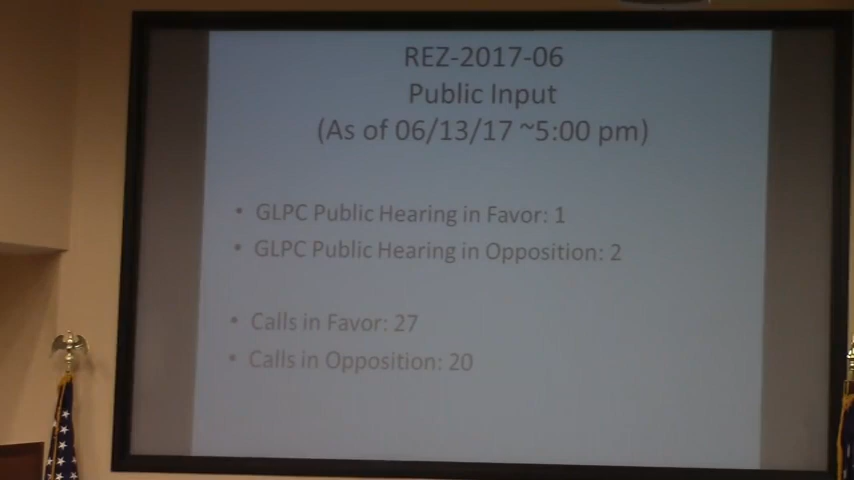 REZ-2017-06
Public Input
(As of 06/13/17 ~5:00 pm)
• GLPC Public Hearing in Favor: 1
• GLPC Public Hearing in Opposition: 2
• Calls in Favor: 27
• Calls in Opposition: 20